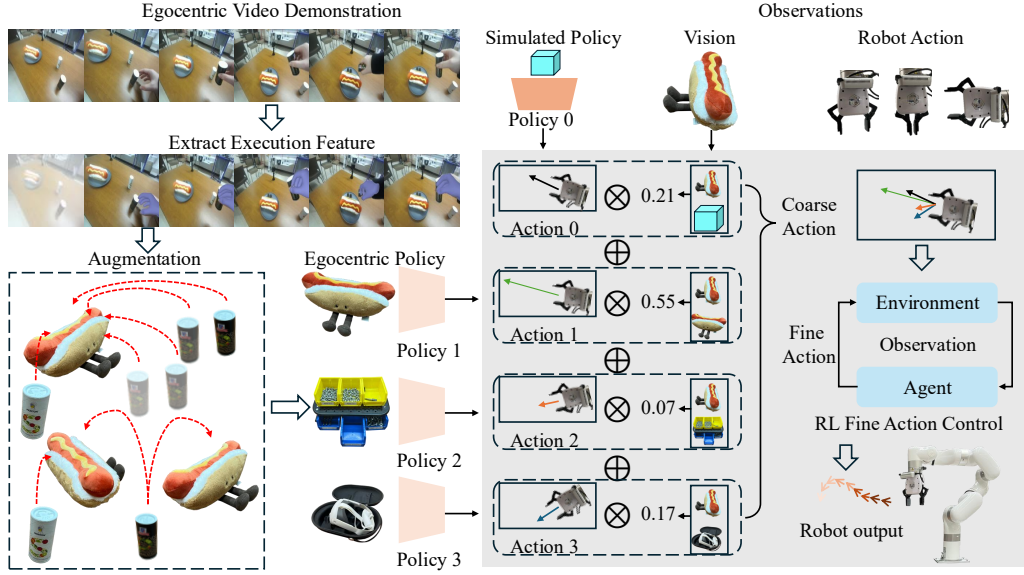 Egocentric Video Demonstration
Extract Execution Feature
Augmentation
Egocentric Policy
Policy 1
Policy 2
Policy 3
Observations
Simulated Policy
Vision
Robot Action
Policy 0
0.21
Action 0
0.55
Action 1
0.07
Action 2
0.17
Action 3
Coarse
Action
Environment
Fine
Action
Observation
Agent
RL Fine Action Control
Robot output